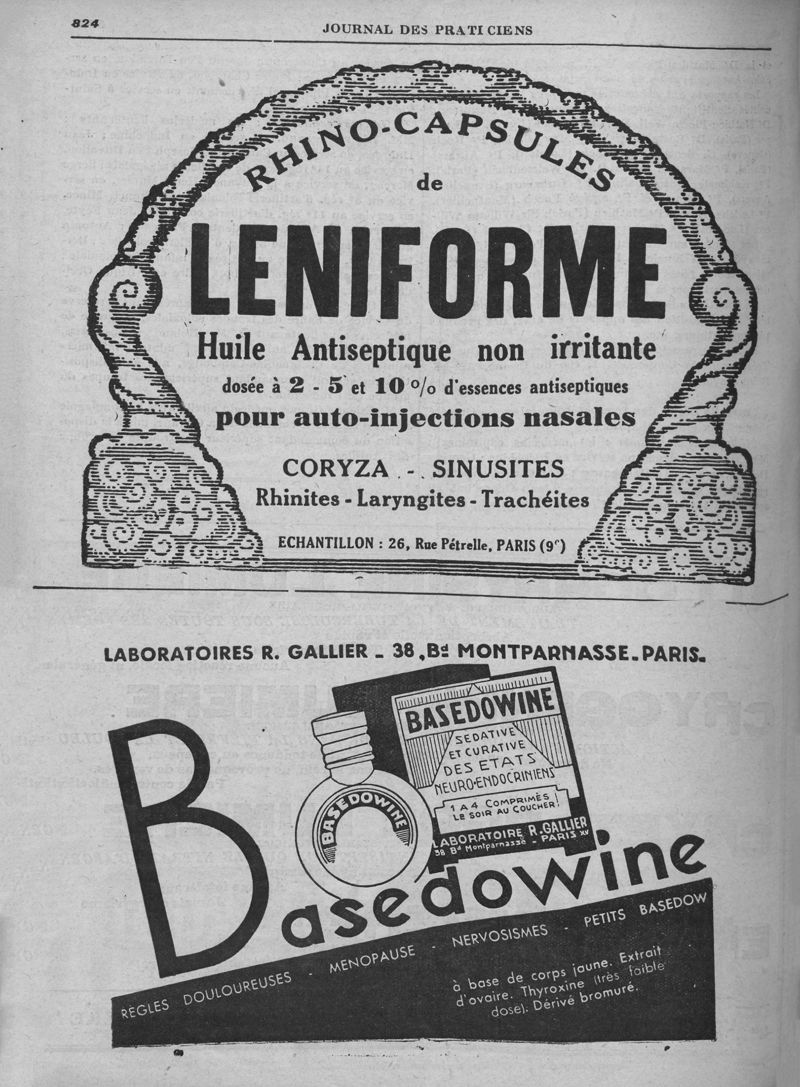 824
JOURNAL DES PRATICIENS
RHINO-CAPSULES
de
LENIFORME
Huile Antiseptique non irritante
dosée à 2 - 5 et 10 % d'essences antiseptiques
pour auto-injections nasales
CORYZA - SINUSITES
Rhinites - Laryngites - Trachéites
ECHANTILLON : 26, Rue Pétrelle, PARIS (9e)
LABORATOIRES R. GALLIER _ 38, Bd MONTPARNASSE_PARIS.
BASEDOWINE
SEDATIVE
ET CURATIVE
DES ETATS
NEURO-ENDOCRINIENS
1 A 4 COMPRIMÉS
LE SOIR AU COUCHER!
LABORATOIRE R. GALLIER
38 Bd Montparnasse - PARIS XV
BASEDOWINE
Basedowine
RÈGLES DOULOUREUSES - MENOPAUSE - NERVOSISMES - PETITS BASEDOW
à base de corps jaune. Extrait
d'ovaire. Thyroxine (très faible
dose). Dérivé bromuré.